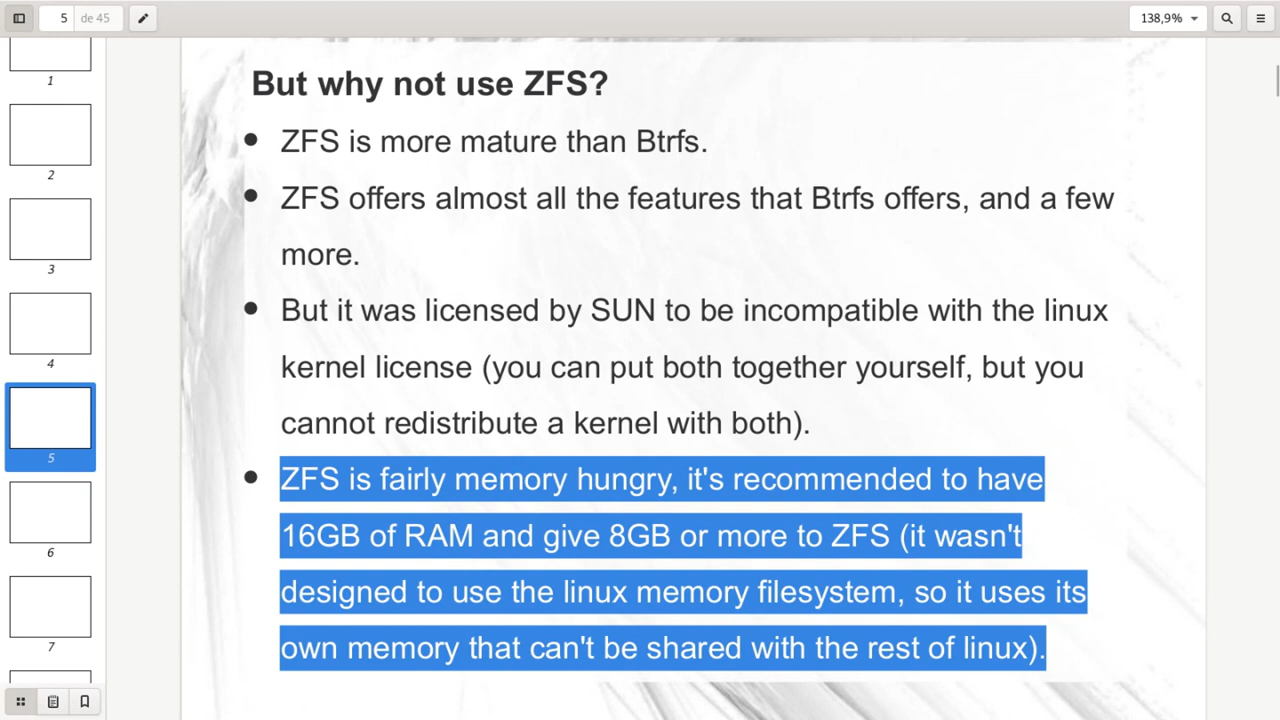 5 de 45
138,9%
1
2
3
4
5
6
7
But why not use ZFS?
ZFS is more mature than Btrfs.
ZFS offers almost all the features that Btrfs offers, and a few
more.
But it was licensed by SUN to be incompatible with the linux
kernel license (you can put both together yourself, but you
cannot redistribute a kernel with both).
ZFS is fairly memory hungry, it's recommended to have
16GB of RAM and give 8GB or more to ZFS (it wasn't
designed to use the linux memory filesystem, so it uses its
own memory that can't be shared with the rest of linux).